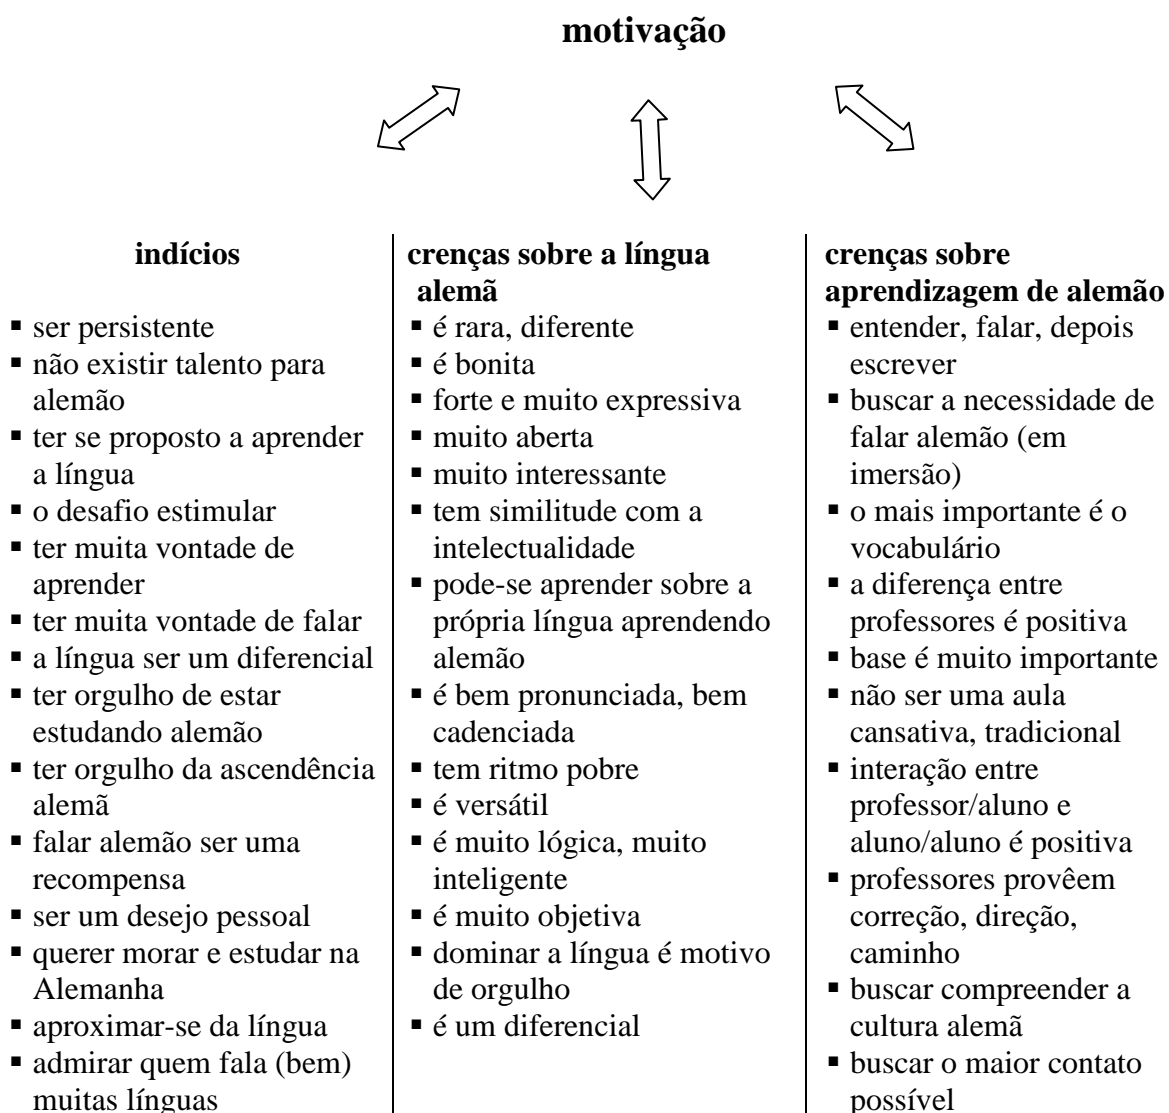 motivação
indícios
▪ ser persistente
▪ não existir talento para
alemão
▪ ter se proposto a aprender
a língua
▪ o desafio estimular
▪ ter muita vontade de
aprender
▪ ter muita vontade de falar
▪ a língua ser um diferencial
▪ ter orgulho de estar
estudando alemão
▪ ter orgulho da ascendência
alemã
▪ falar alemão ser uma
recompensa
▪ ser um desejo pessoal
▪ querer morar e estudar na
Alemanha
▪ aproximar-se da língua
▪ admirar quem fala (bem)
muitas línguas
crenças sobre a língua
alemã
▪ é rara, diferente
▪ é bonita
▪ forte e muito expressiva
▪ muito aberta
▪ muito interessante
▪ tem similitude com a
intelectualidade
▪ pode-se aprender sobre a
própria língua aprendendo
alemão
▪ é bem pronunciada, bem
cadenciada
▪ tem ritmo pobre
▪ é versátil
▪ é muito lógica, muito
inteligente
▪ é muito objetiva
▪ dominar a língua é motivo
de orgulho
▪ é um diferencial
crenças sobre
aprendizagem de alemão
▪ entender, falar, depois
escrever
▪ buscar a necessidade de
falar alemão (em
imersão)
▪ o mais importante é o
vocabulário
▪ a diferença entre
professores é positiva
▪ base é muito importante
▪ não ser uma aula
cansativa, tradicional
▪ interação entre
professor/aluno e
aluno/aluno é positiva
▪ professores provêem
correção, direção,
caminho
▪ buscar compreender a
cultura alemã
▪ buscar o maior contato
possível